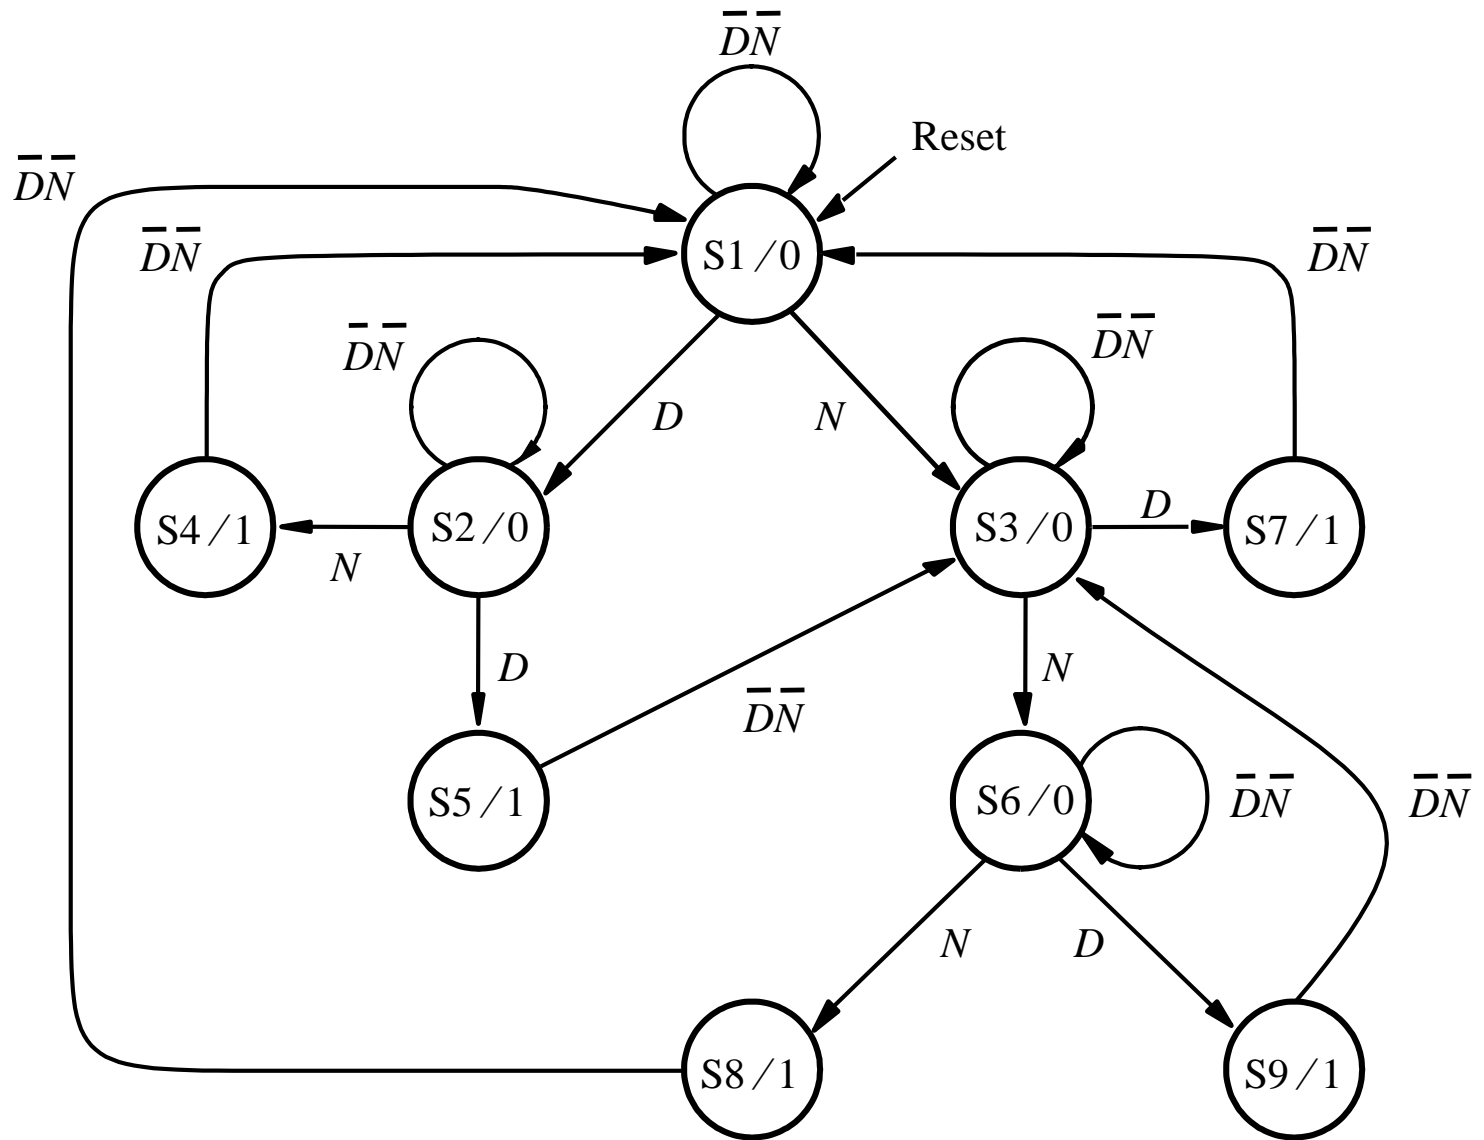 D̅N̅
Reset
D̅N̅
D̅N̅
S1/0
D̅N̅
D̅N̅
D̅N̅
D
N
S4/1
S2/0
S3/0
D
S7/1
N
D
N
D̅N̅
S5/1
S6/0
D̅N̅
D̅N̅
N
D
S8/1
S9/1